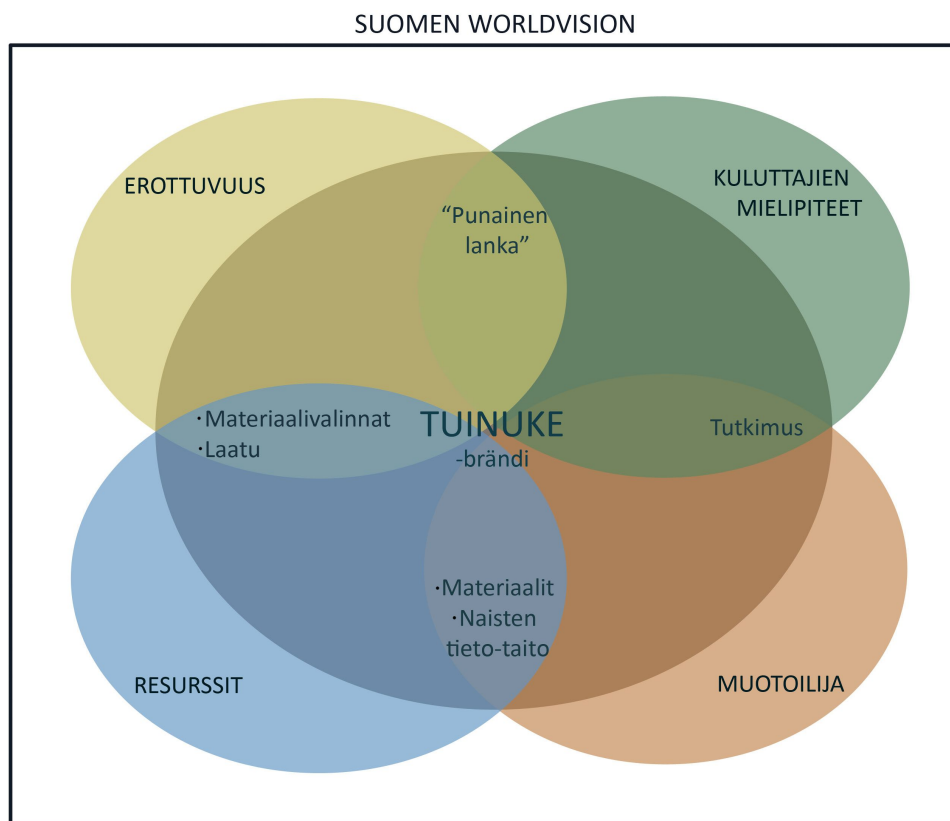 SUOMEN WORLDVISION
EROTTUVUUS
KULUTTAJIEN
MIELIPITEET
“Punainen
lanka”
·Materiaalivalinnat
·Laatu
TUINUKE
-brändi
Tutkimus
·Materiaalit
·Naisten
tieto-taito
RESURSSIT
MUOTOILIJA